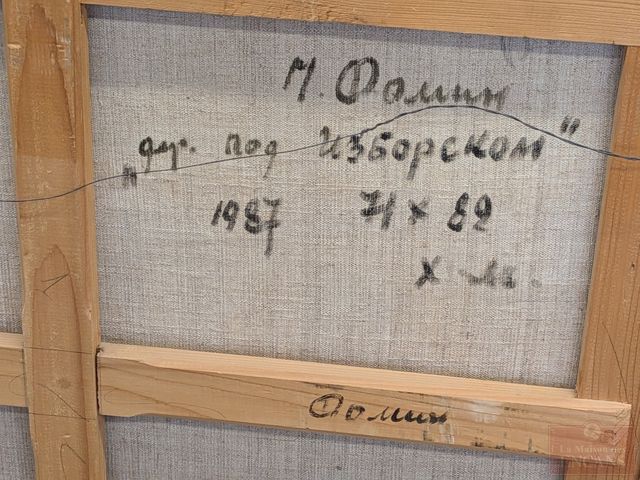 И. Фомин
"дер. под Изборском"
1987 71 х 82
х. м.
Фомин